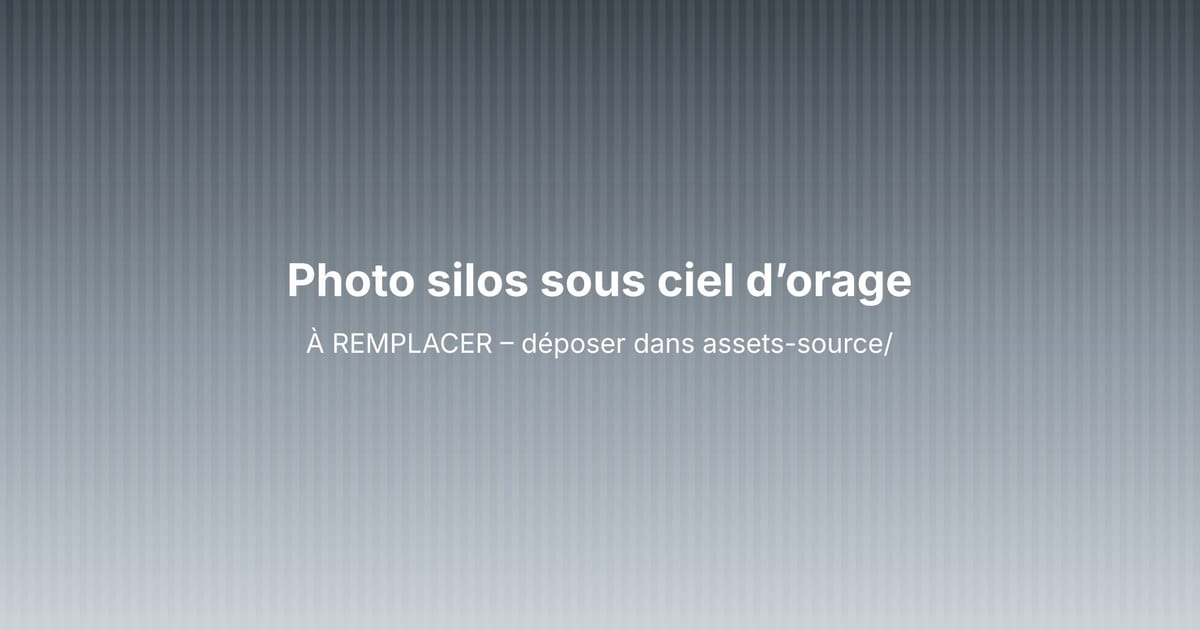 Photo silos sous ciel d’orage
À REMPLACER – déposer dans assets-source/